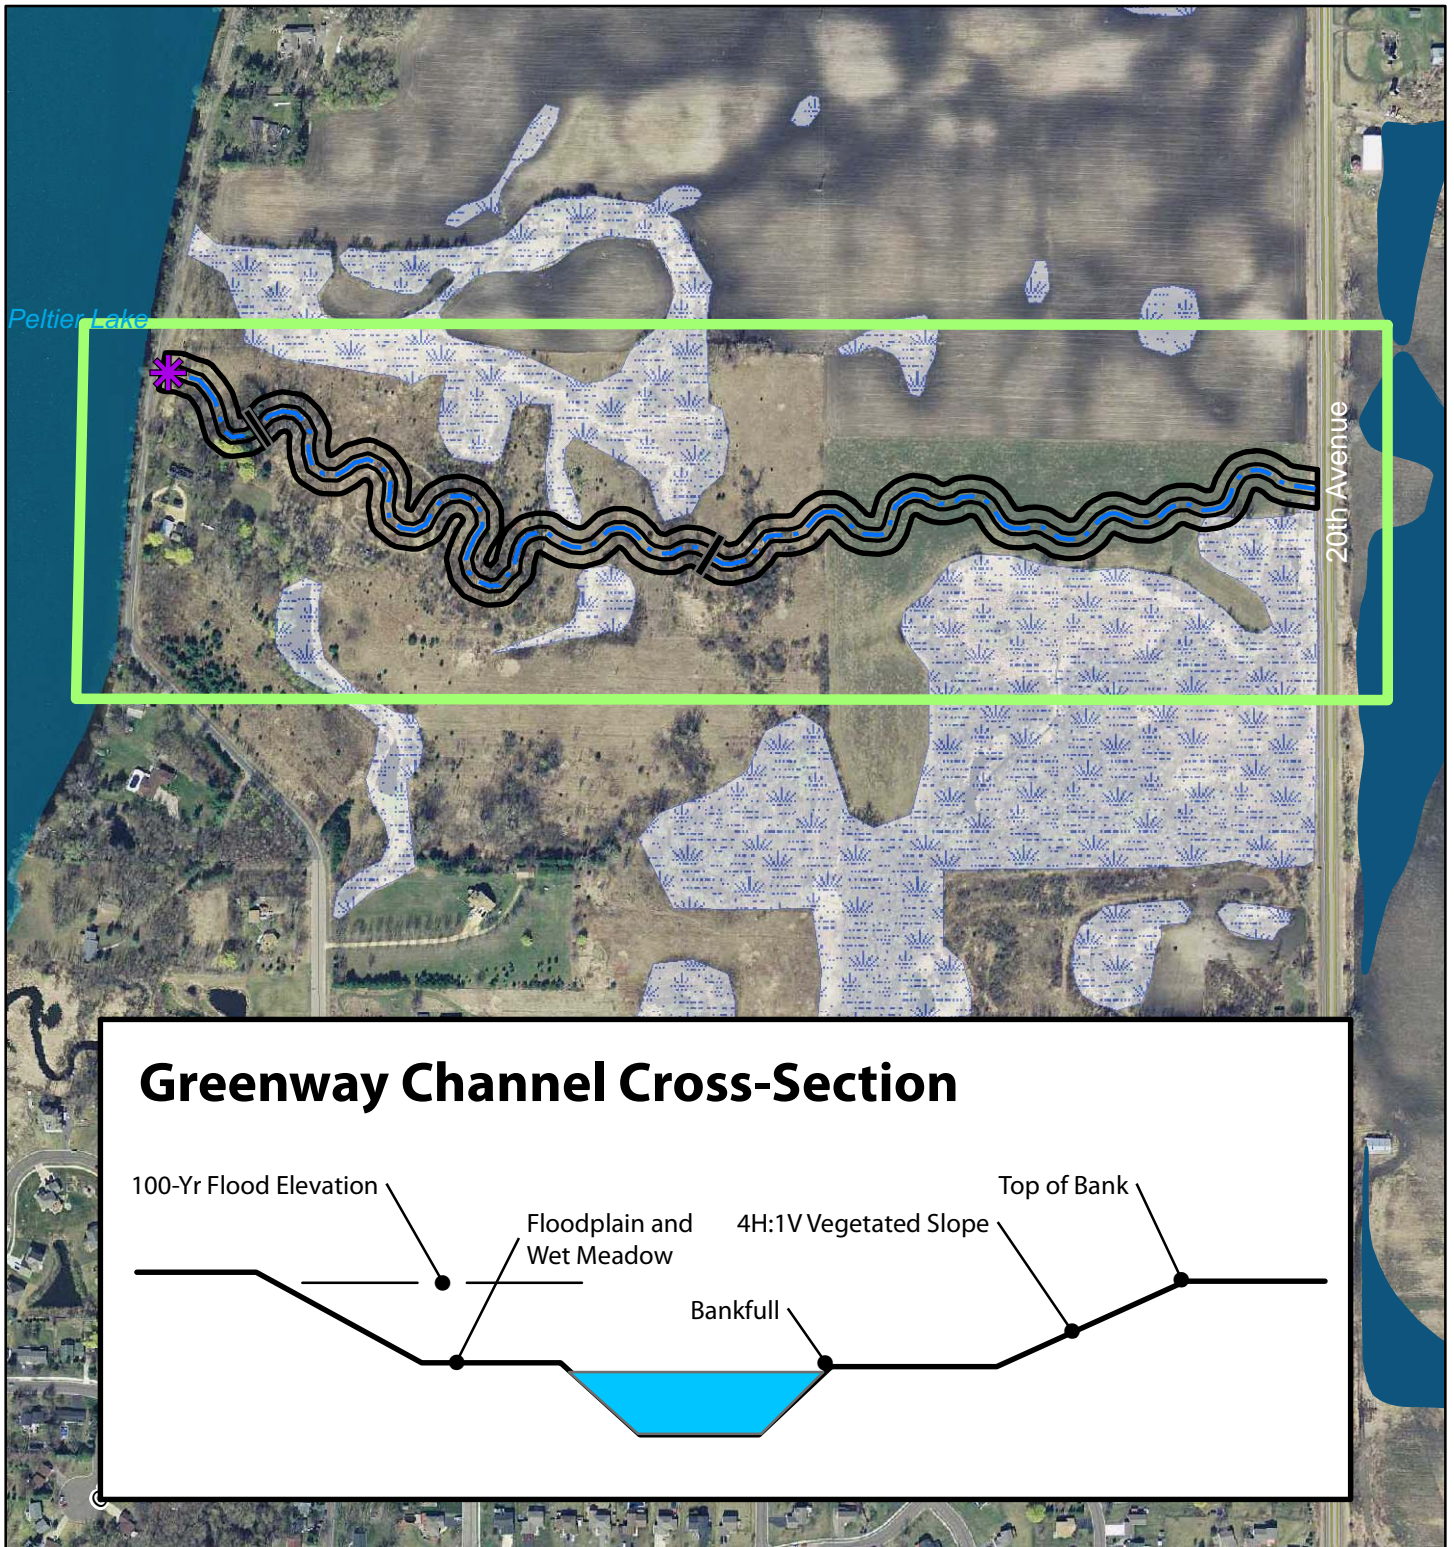 Peltier Lake
20th Avenue
Greenway Channel Cross-Section
100-Yr Flood Elevation
Floodplain and
Wet Meadow
4H:1V Vegetated Slope
Top of Bank
Bankfull